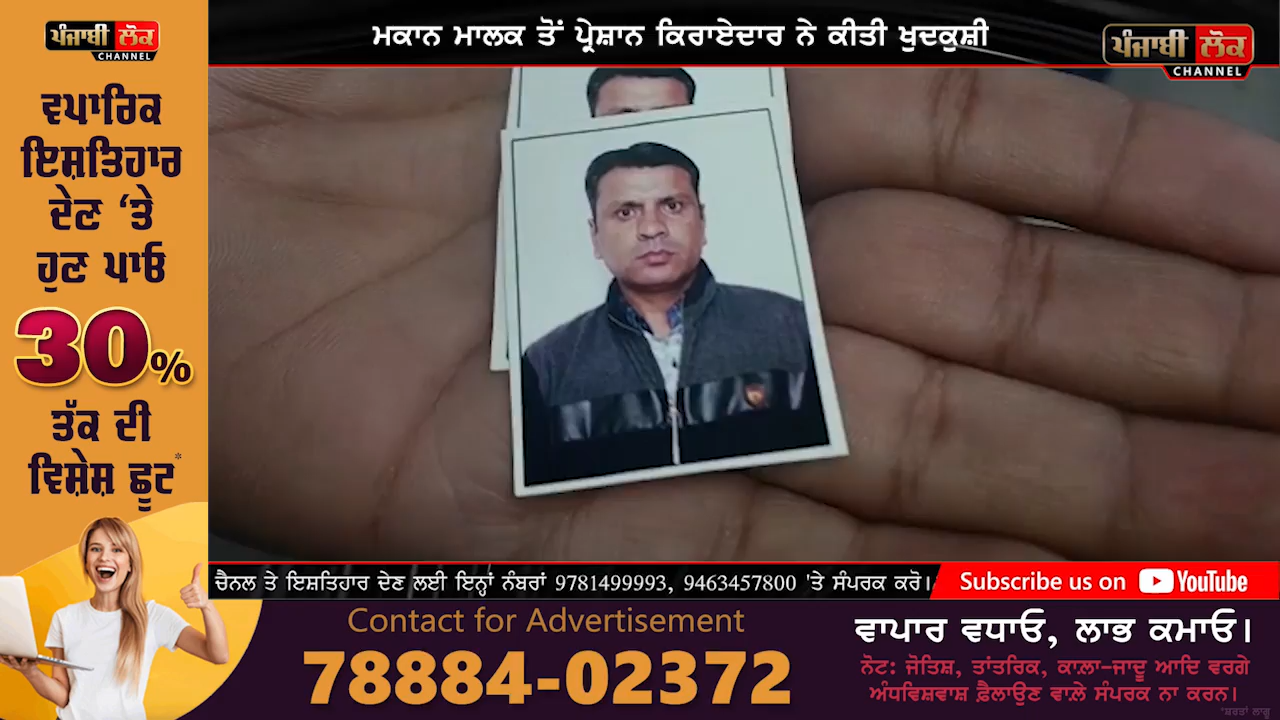 ਪੰਜਾਬੀ ਲੋਕ
CHANNEL
ਮਕਾਨ ਮਾਲਕ ਤੋਂ ਪ੍ਰੇਸ਼ਾਨ ਕਿਰਾਏਦਾਰ ਨੇ ਕੀਤੀ ਖੁਦਕੁਸ਼ੀ
ਪੰਜਾਬੀ ਲੋਕ
CHANNEL
ਵਪਾਰਿਕ
ਇਸ਼ਤਿਹਾਰ
ਦੇਣ ‘ਤੇ
ਹੁਣ ਪਾਓ
30%
ਤੱਕ ਦੀ
ਵਿਸ਼ੇਸ਼ ਛੂਟ*
ਚੈਨਲ ਤੇ ਇਸ਼ਤਿਹਾਰ ਦੇਣ ਲਈ ਇਨ੍ਹਾਂ ਨੰਬਰਾਂ 9781499993, 9463457800 'ਤੇ ਸੰਪਰਕ ਕਰੋ।
Subscribe us on YouTube
Contact for Advertisement
78884-02372
ਵਾਪਾਰ ਵਧਾਓ, ਲਾਭ ਕਮਾਓ।
ਨੋਟ: ਜੋਤਿਸ਼, ਤਾਂਤਰਿਕ, ਕਾਲ਼ਾ-ਜਾਦੂ ਆਦਿ ਵਰਗੇ
ਅੰਧਵਿਸ਼ਵਾਸ਼ ਫ਼ੈਲਾਉਣ ਵਾਲੇ਼ ਸੰਪਰਕ ਨਾ ਕਰਨ।
*ਸ਼ਰਤਾਂ ਲਾਗੂ